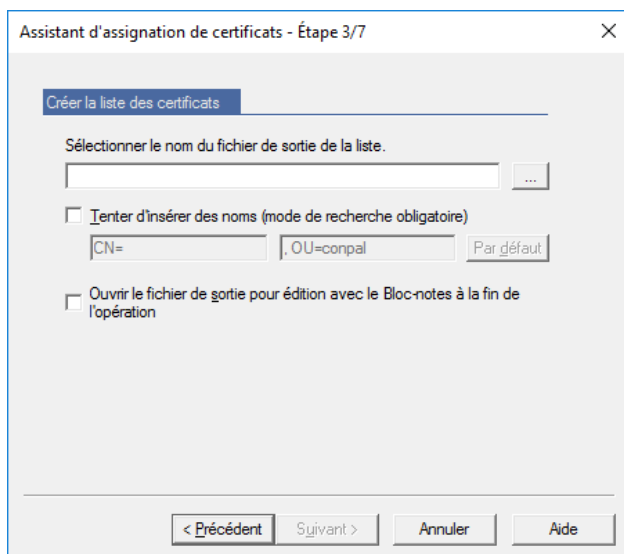 Assistant d'assignation de certificats - Étape 3/7
Créer la liste des certificats
Sélectionner le nom du fichier de sortie de la liste.
...
Tenter d'insérer des noms (mode de recherche obligatoire)
CN= , OU=conpal Par défaut
Ouvrir le fichier de sortie pour édition avec le Bloc-notes à la fin de
l'opération
< Précédent Suivant > Annuler Aide